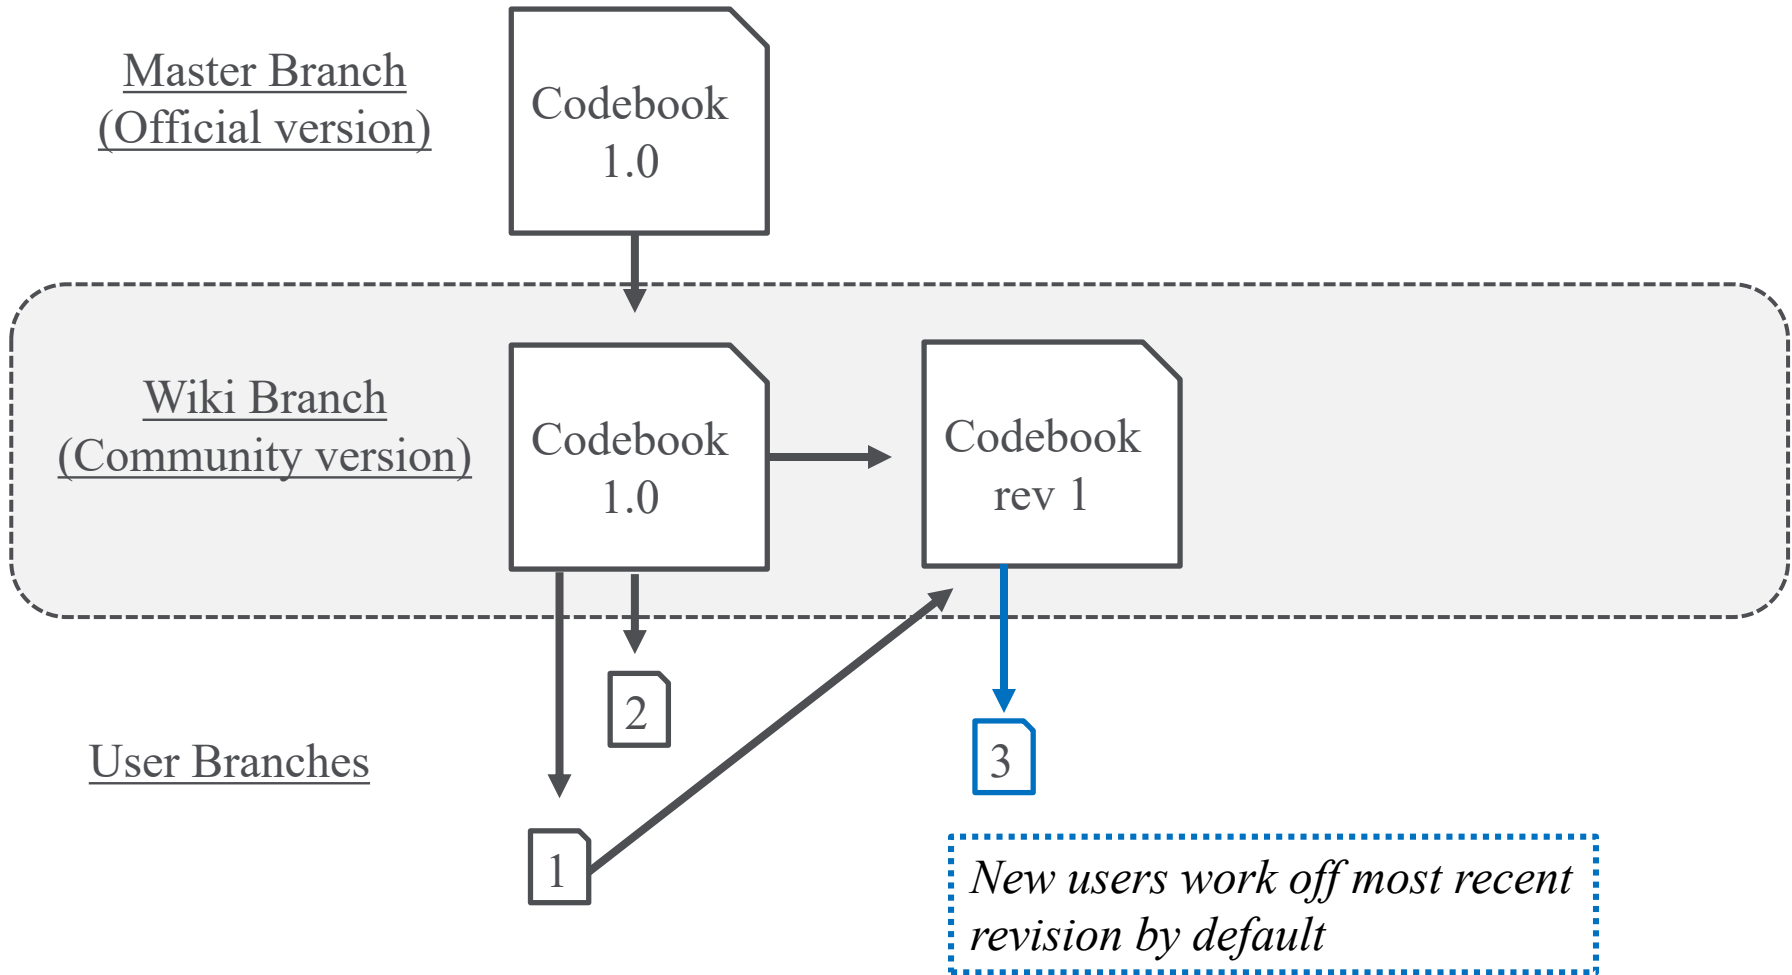 Master Branch
(Official version)
Codebook
1.0
Wiki Branch
(Community version)
Codebook
1.0
Codebook
rev 1
User Branches
2
1
3
New users work off most recent
revision by default